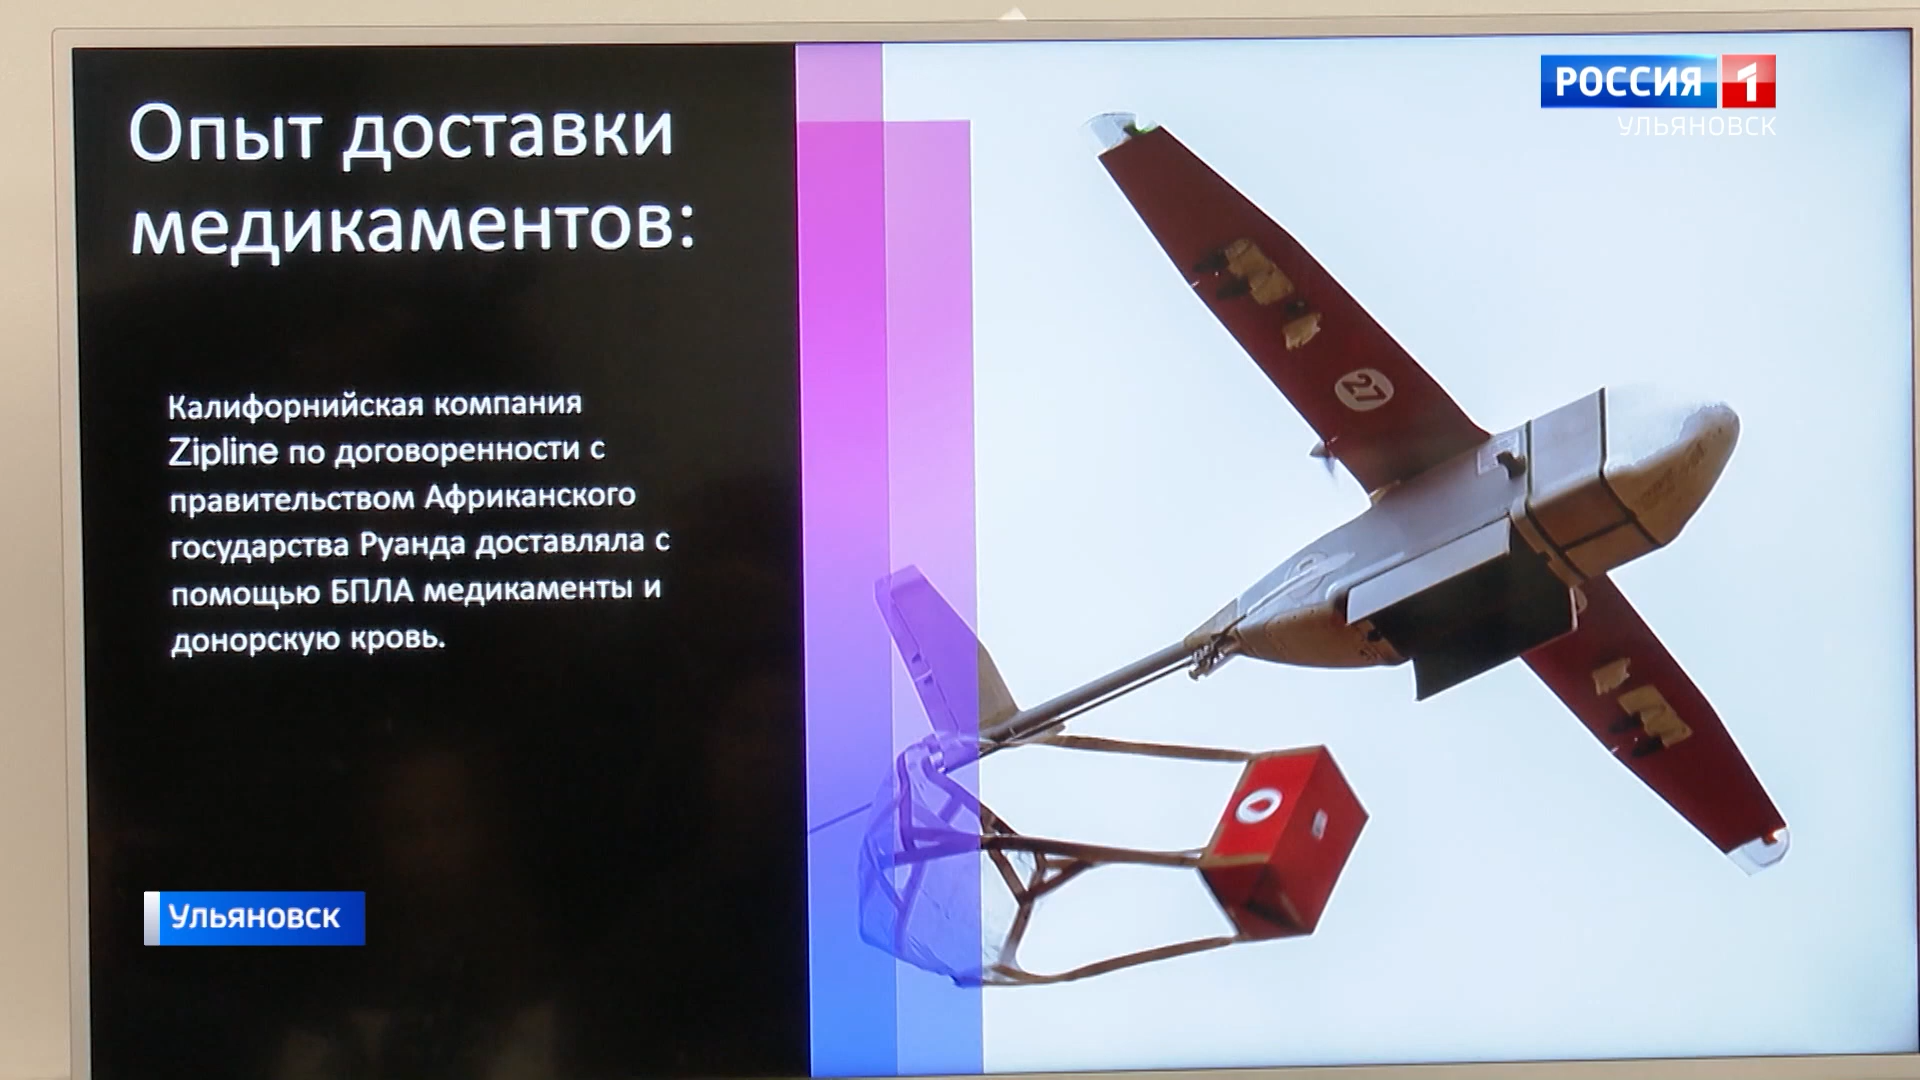 РОССИЯ 1
УЛЬЯНОВСК
Опыт доставки
медикаментов:
Калифорнийская компания
Zipline по договоренности с
правительством Африканского
государства Руанда доставляла с
помощью БПЛА медикаменты и
донорскую кровь.
27
УЛЬЯНОВСК